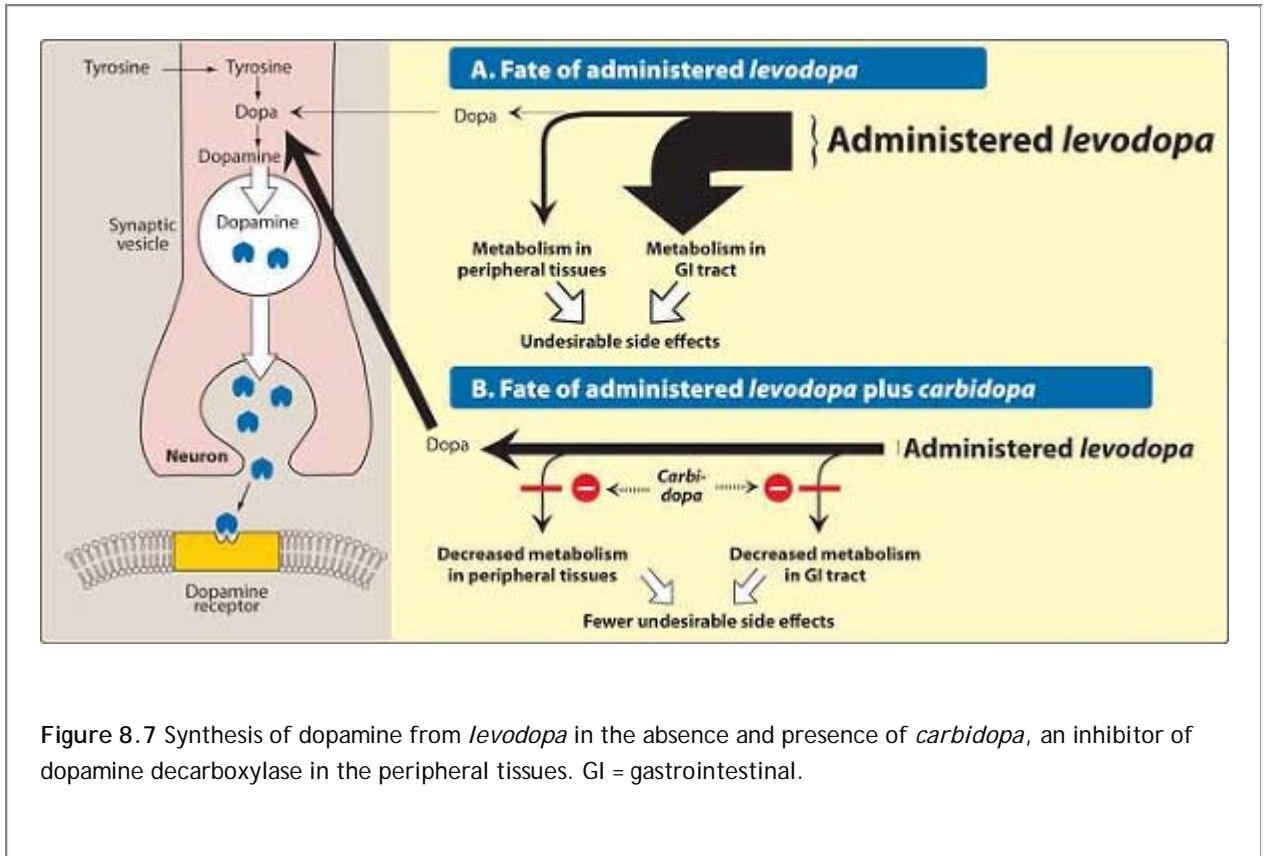 Tyrosine
Tyrosine
Dopa
Dopamine
Dopamine
Synaptic
vesicle
Neuron
Dopamine
receptor
A. Fate of administered levodopa
Dopa
Administered levodopa
Metabolism in
peripheral tissues
Metabolism in
GI tract
Undesirable side effects
B. Fate of administered levodopa plus carbidopa
Dopa
Administered levodopa
Carbi-
dopa
Decreased metabolism
in peripheral tissues
Decreased metabolism
in GI tract
Fewer undesirable side effects
Figure 8.7 Synthesis of dopamine from levodopa in the absence and presence of carbidopa, an inhibitor of
dopamine decarboxylase in the peripheral tissues. GI = gastrointestinal.